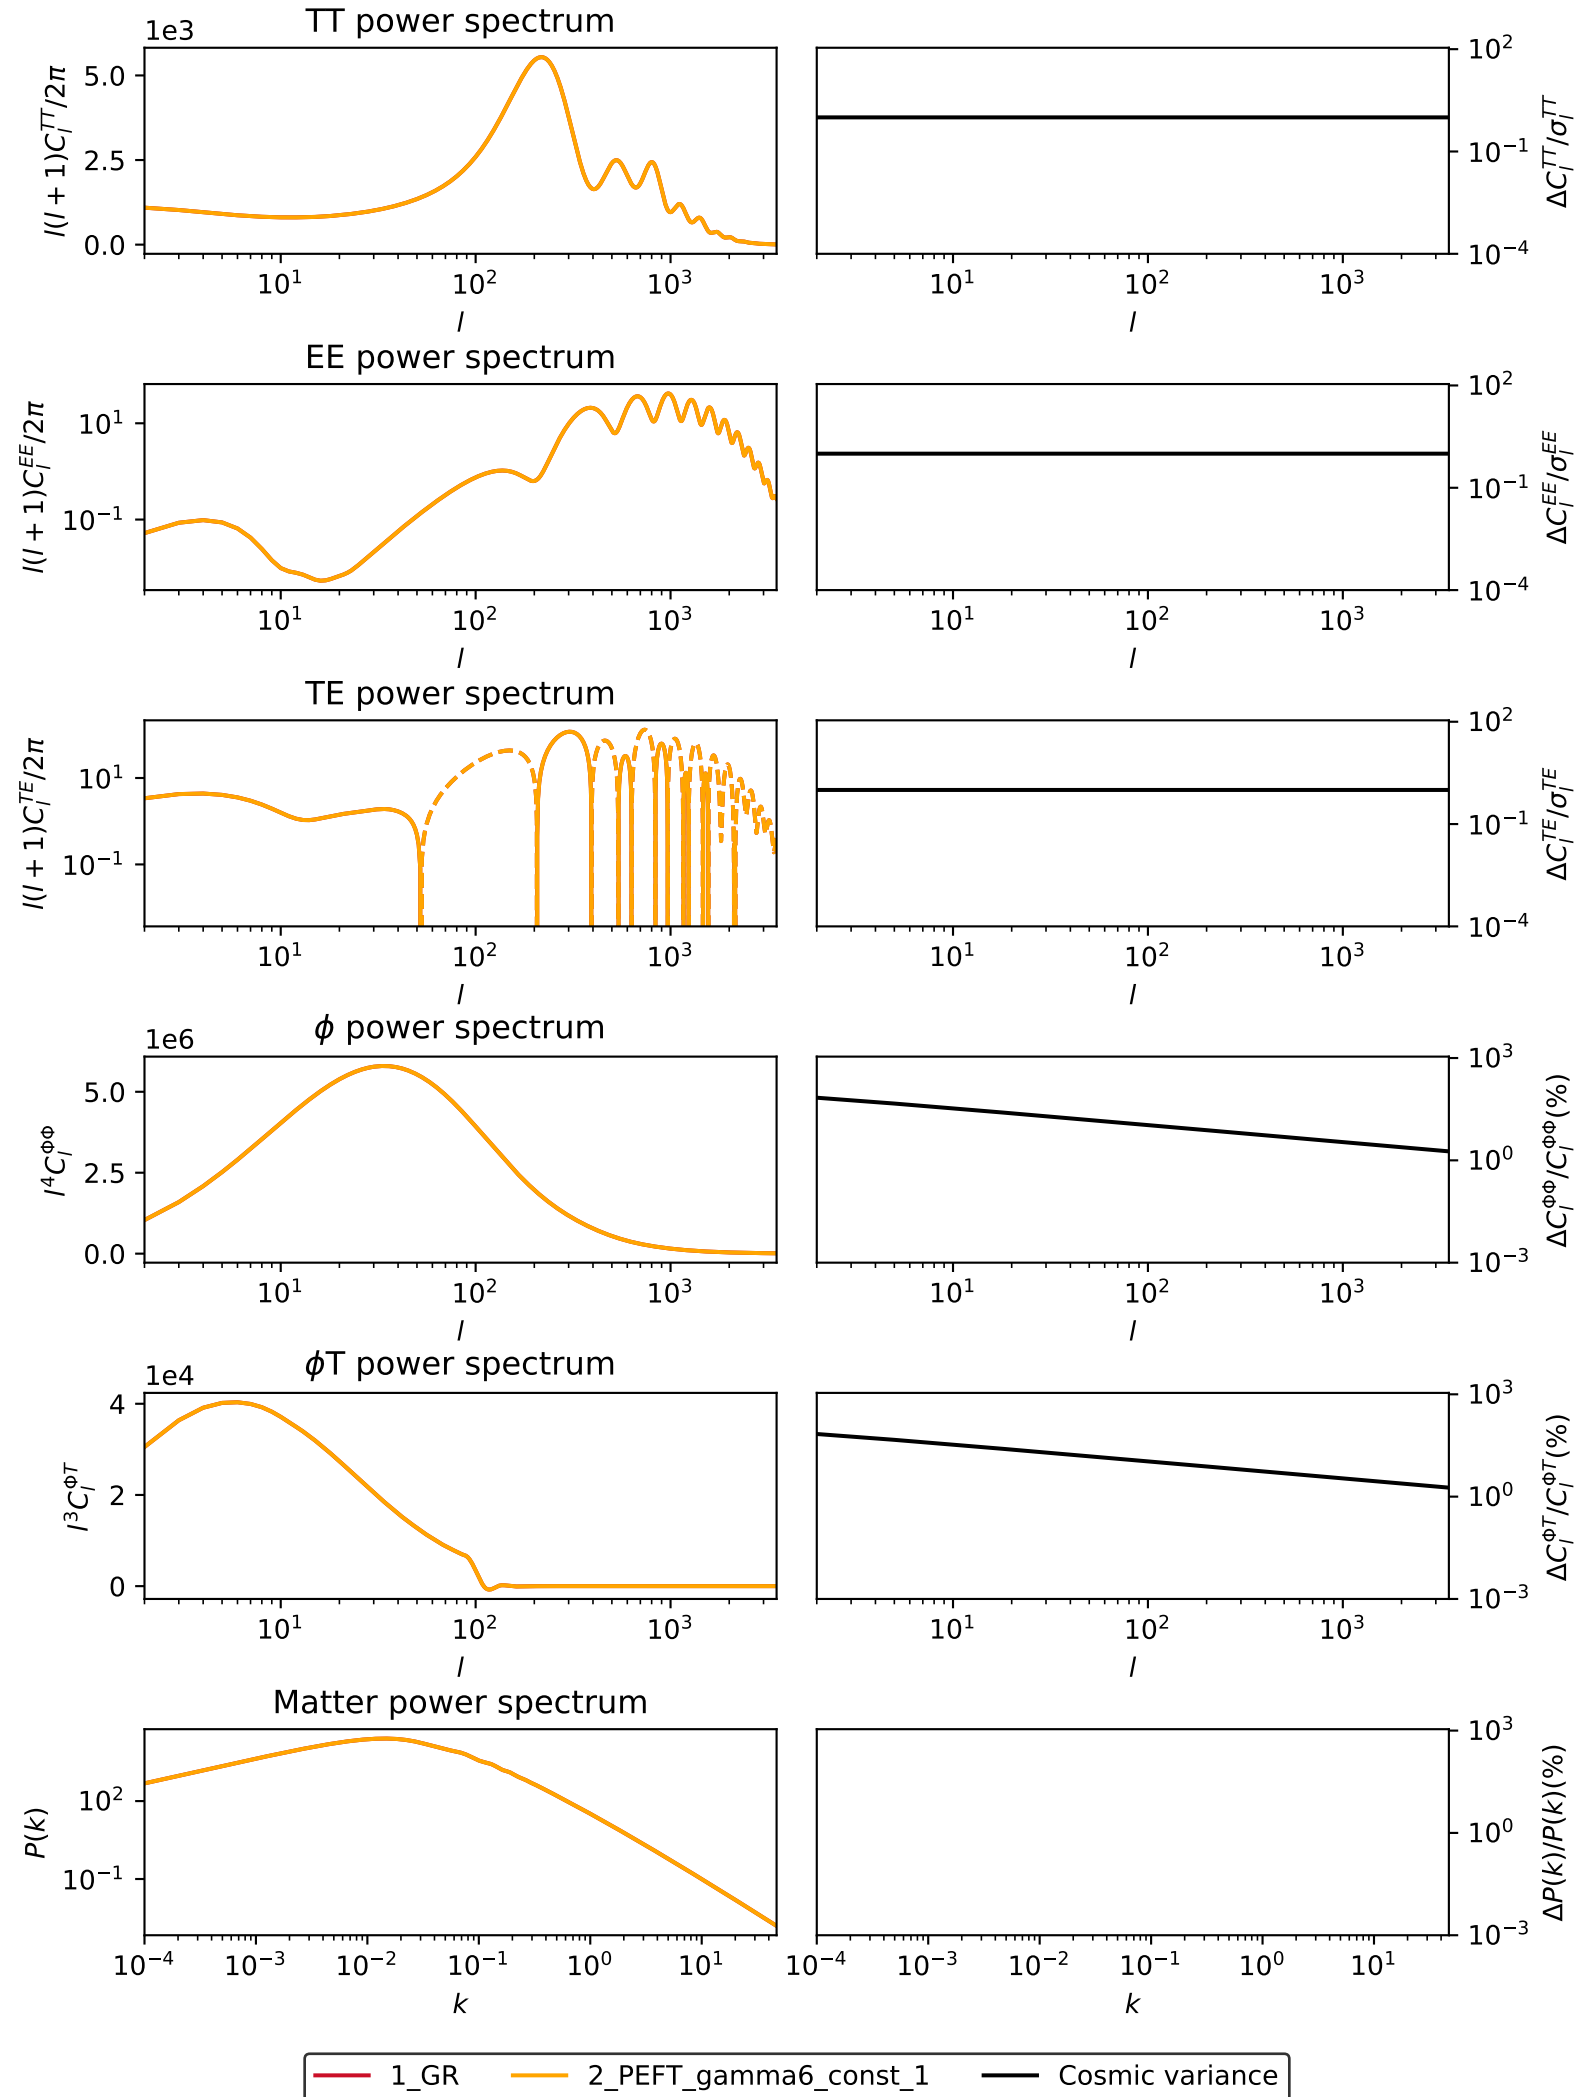 TT power spectrum
1e3
l(l + 1)C_l^{TT}/2π
5.0
2.5
0.0
10^1 10^2 10^3
l
10^2
10^{-1}
10^{-4}
ΔC_l^{TT}/σ_l^{TT}
10^1 10^2 10^3
l
EE power spectrum
l(l + 1)C_l^{EE}/2π
10^1
10^{-1}
10^1 10^2 10^3
l
10^2
10^{-1}
10^{-4}
ΔC_l^{EE}/σ_l^{EE}
10^1 10^2 10^3
l
TE power spectrum
l(l + 1)C_l^{TE}/2π
10^1
10^{-1}
10^1 10^2 10^3
l
10^2
10^{-1}
10^{-4}
ΔC_l^{TE}/σ_l^{TE}
10^1 10^2 10^3
l
ϕ power spectrum
1e6
l^4C_l^{ΦΦ}
5.0
2.5
0.0
10^1 10^2 10^3
l
10^3
10^0
10^{-3}
ΔC_l^{ΦΦ}/C_l^{ΦΦ}(%)
10^1 10^2 10^3
l
ϕT power spectrum
1e4
l^3C_l^{ΦT}
4
2
0
10^1 10^2 10^3
l
10^3
10^0
10^{-3}
ΔC_l^{ΦT}/C_l^{ΦT}(%)
10^1 10^2 10^3
l
Matter power spectrum
P(k)
10^2
10^{-1}
10^{-4} 10^{-3} 10^{-2} 10^{-1} 10^0 10^1
k
10^3
10^0
10^{-3}
ΔP(k)/P(k)(%)
10^{-4} 10^{-3} 10^{-2} 10^{-1} 10^0 10^1
k
1_GR 2_PEFT_gamma6_const_1 Cosmic variance